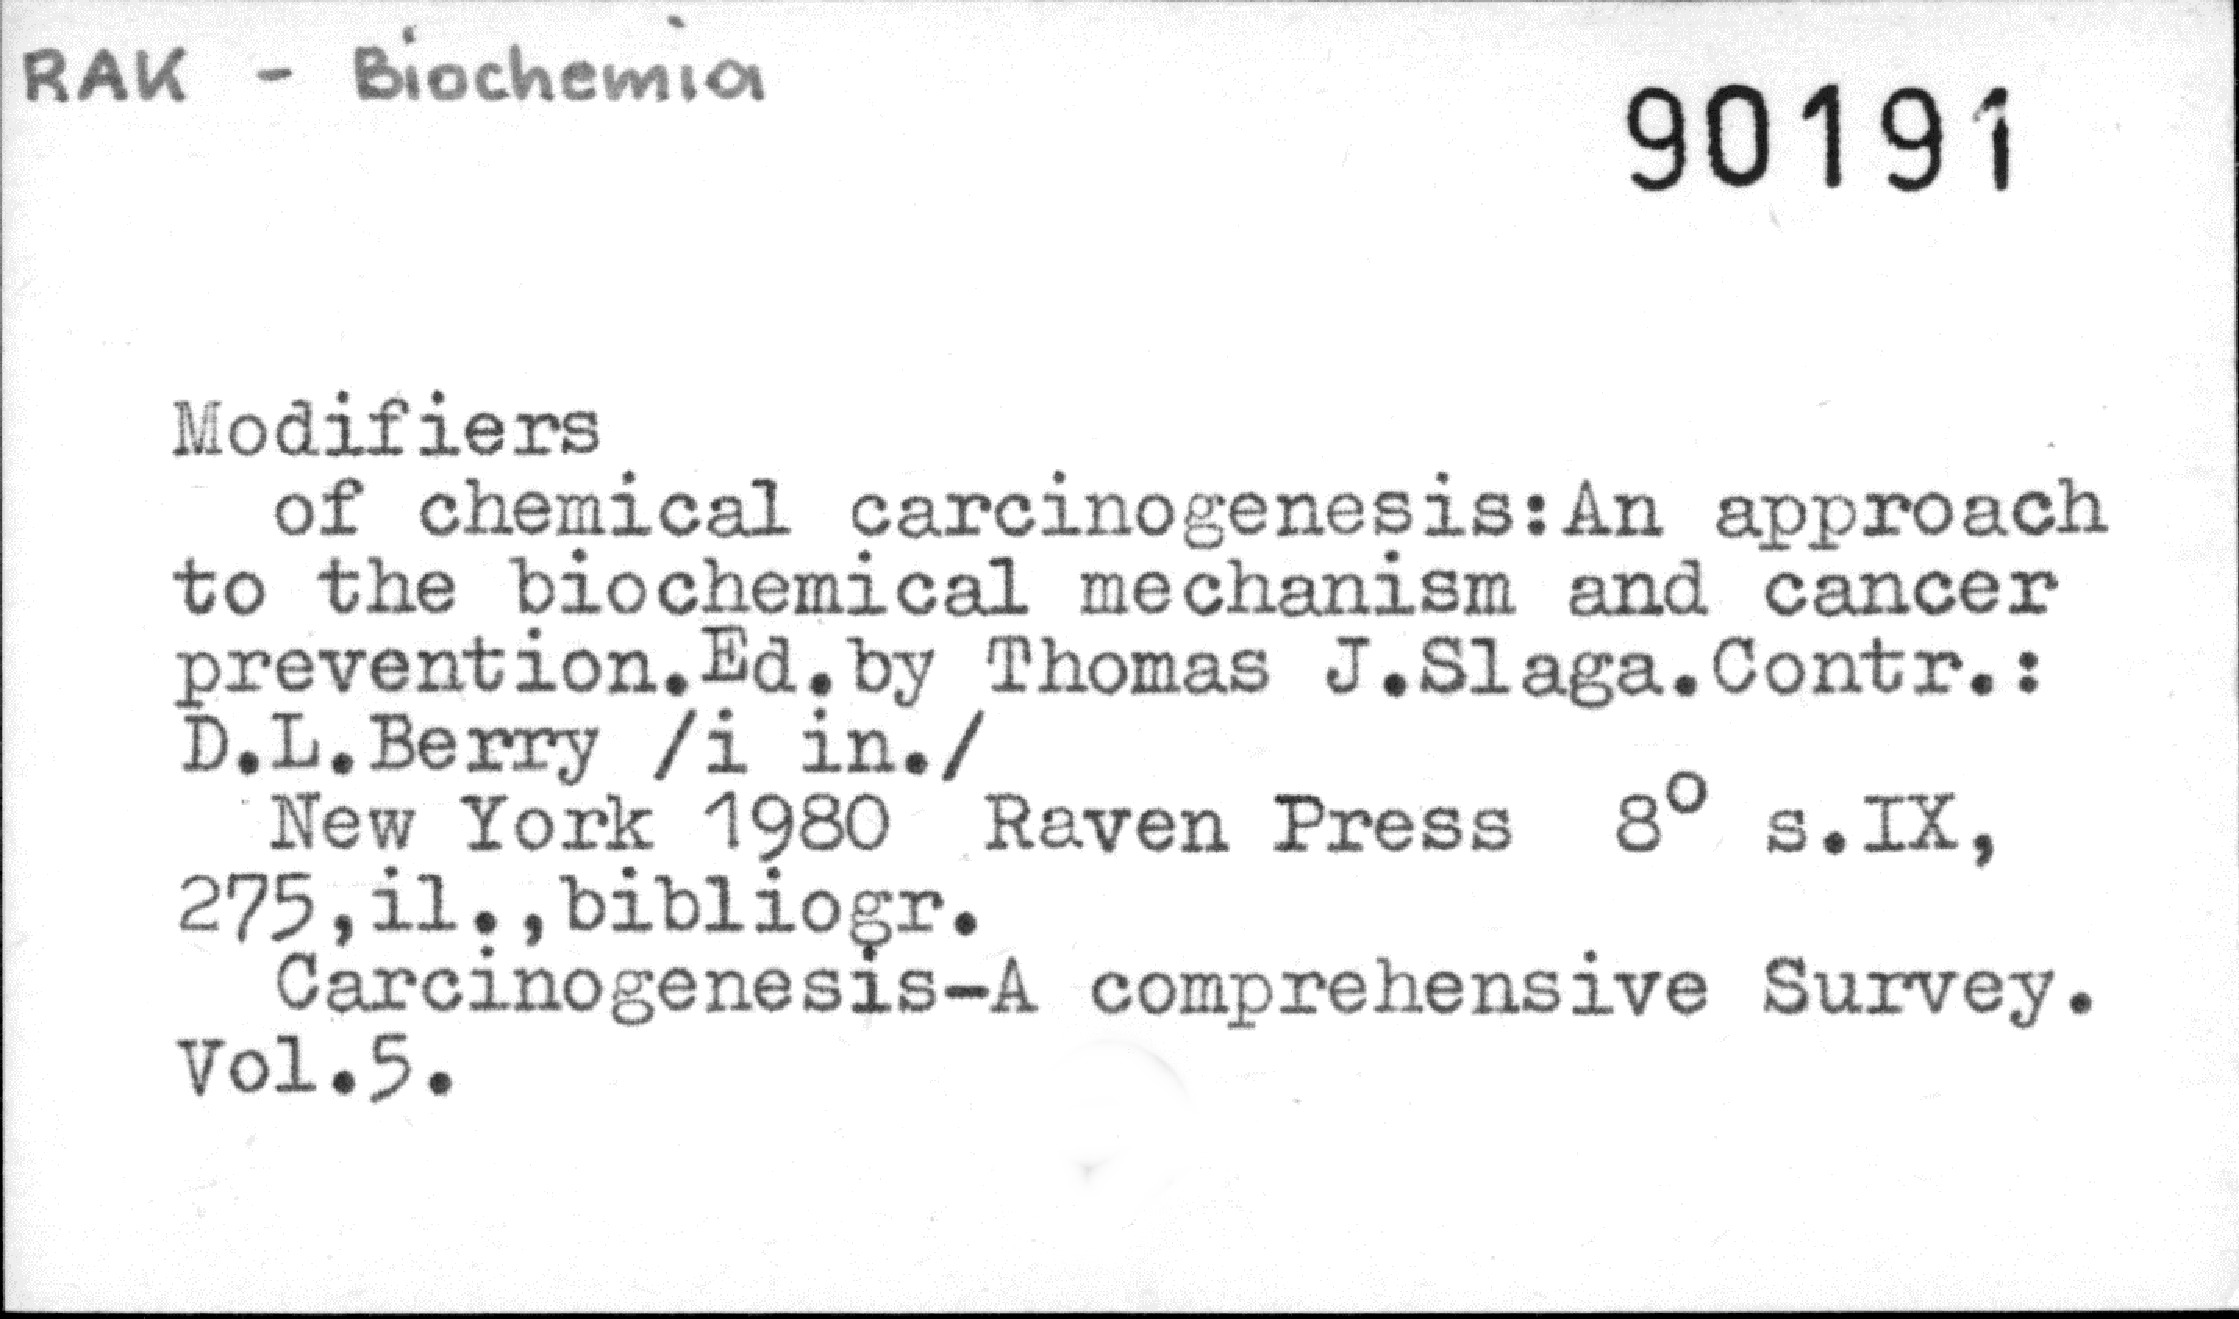 RAK - Biochemia
90191
Modifiers
of chemical carcinogenesis:An approach
to the biochemical mechanism and cancer
prevention.Ed.by Thomas J.Slaga.Contr.:
D.L.Berry /i in./
New York 1980 Raven Press 8° s.IX,
275,il.,bibliogr.
Carcinogenesis-A comprehensive Survey.
Vol.5.